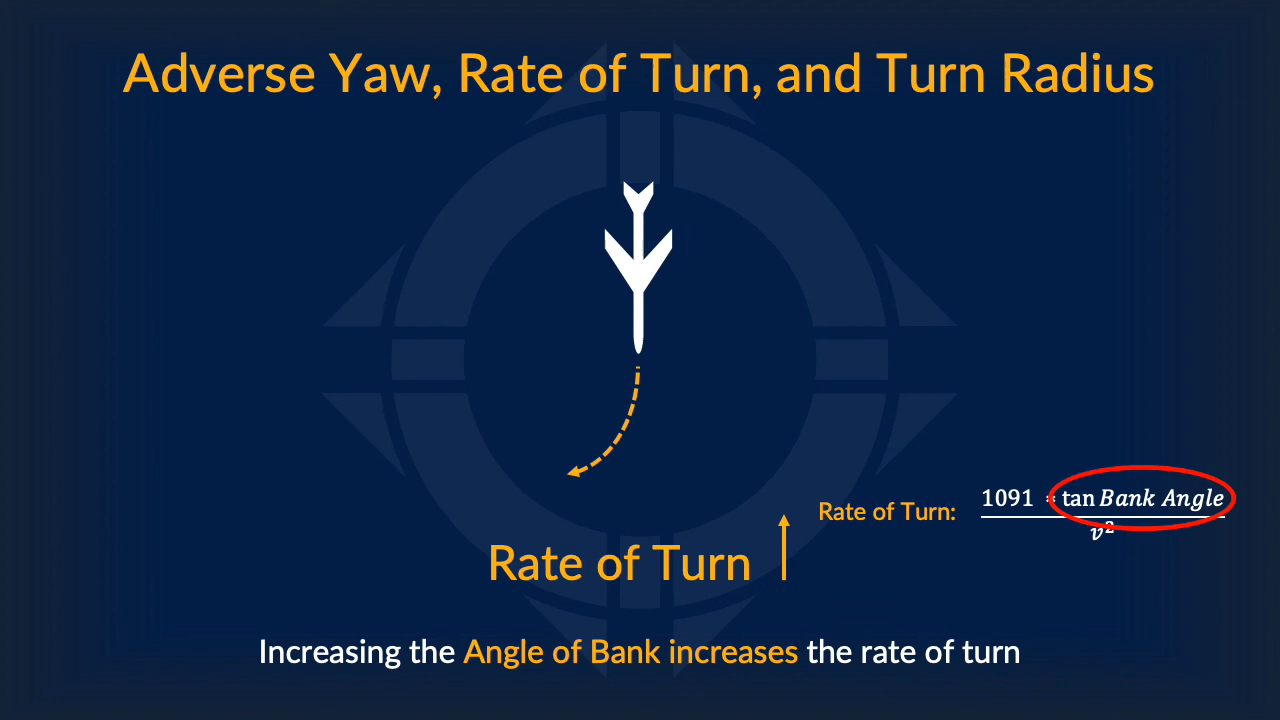 Adverse Yaw, Rate of Turn, and Turn Radius
Rate of Turn:
1091 * tan Bank Angle
v²
Rate of Turn
Increasing the Angle of Bank increases the rate of turn